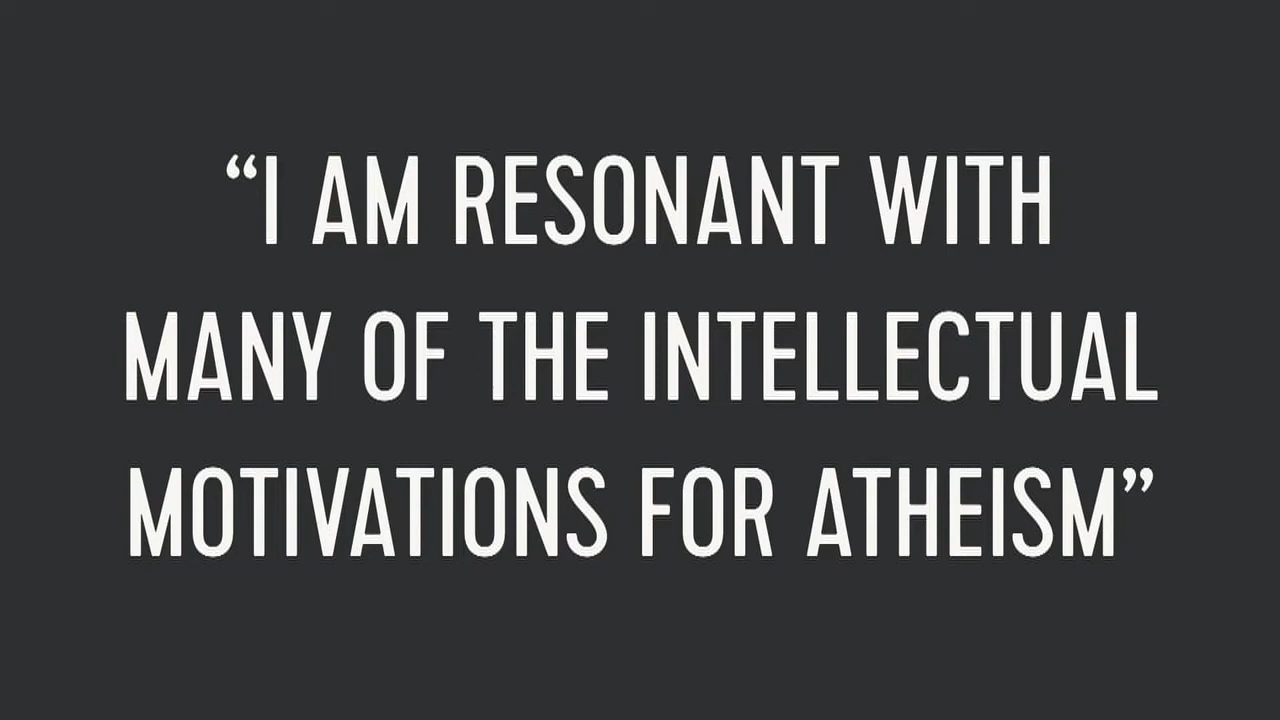 “I AM RESONANT WITH
MANY OF THE INTELLECTUAL
MOTIVATIONS FOR ATHEISM”